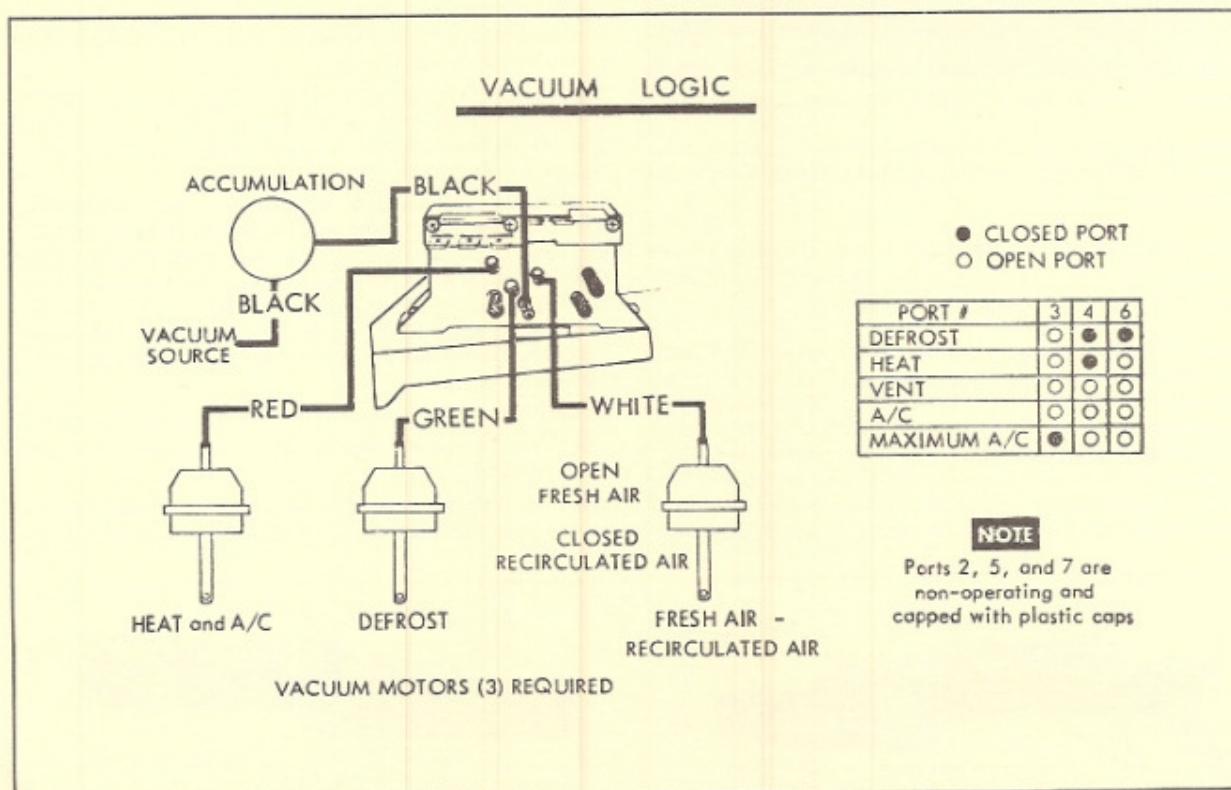 VACUUM LOGIC
ACCUMULATION
BLACK
BLACK
VACUUM
SOURCE
RED
GREEN
WHITE
OPEN
FRESH AIR
CLOSED
RECIRCULATED AIR
HEAT and A/C
DEFROST
FRESH AIR -
RECIRCULATED AIR
VACUUM MOTORS (3) REQUIRED
● CLOSED PORT
○ OPEN PORT
PORT # 3 4 6
DEFROST ○ ● ●
HEAT ○ ● ○
VENT ○ ○ ○
A/C ○ ○ ○
MAXIMUM A/C ● ○ ○
NOTE
Ports 2, 5, and 7 are
non-operating and
capped with plastic caps